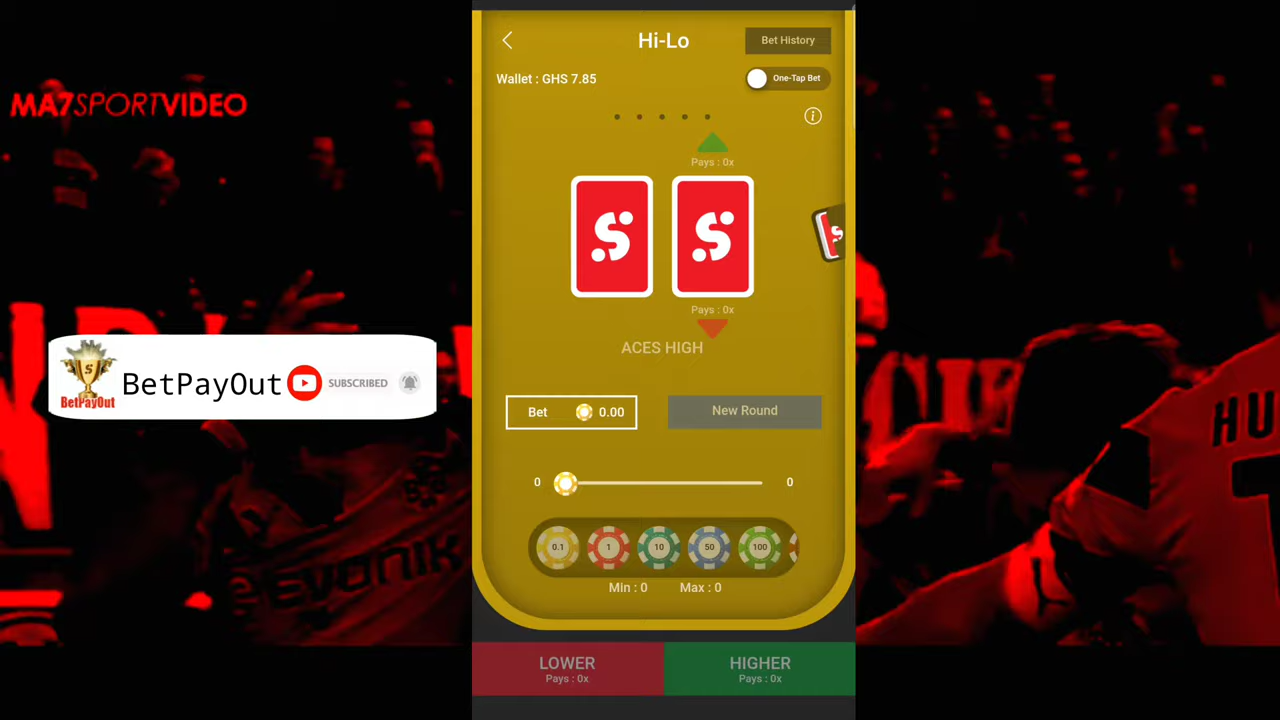 Hi-Lo
Bet History
Wallet : GHS 7.85
One-Tap Bet
MA7SPORTVIDEO
Pays : 0x
S
S
Pays : 0x
ACES HIGH
BetPayOut
BetPayOut
SUBSCRIBED
Bet 0.00
New Round
0
0
0.1
1
10
50
100
Min : 0
Max : 0
LOWER
Pays : 0x
HIGHER
Pays : 0x
EVONIK
HU